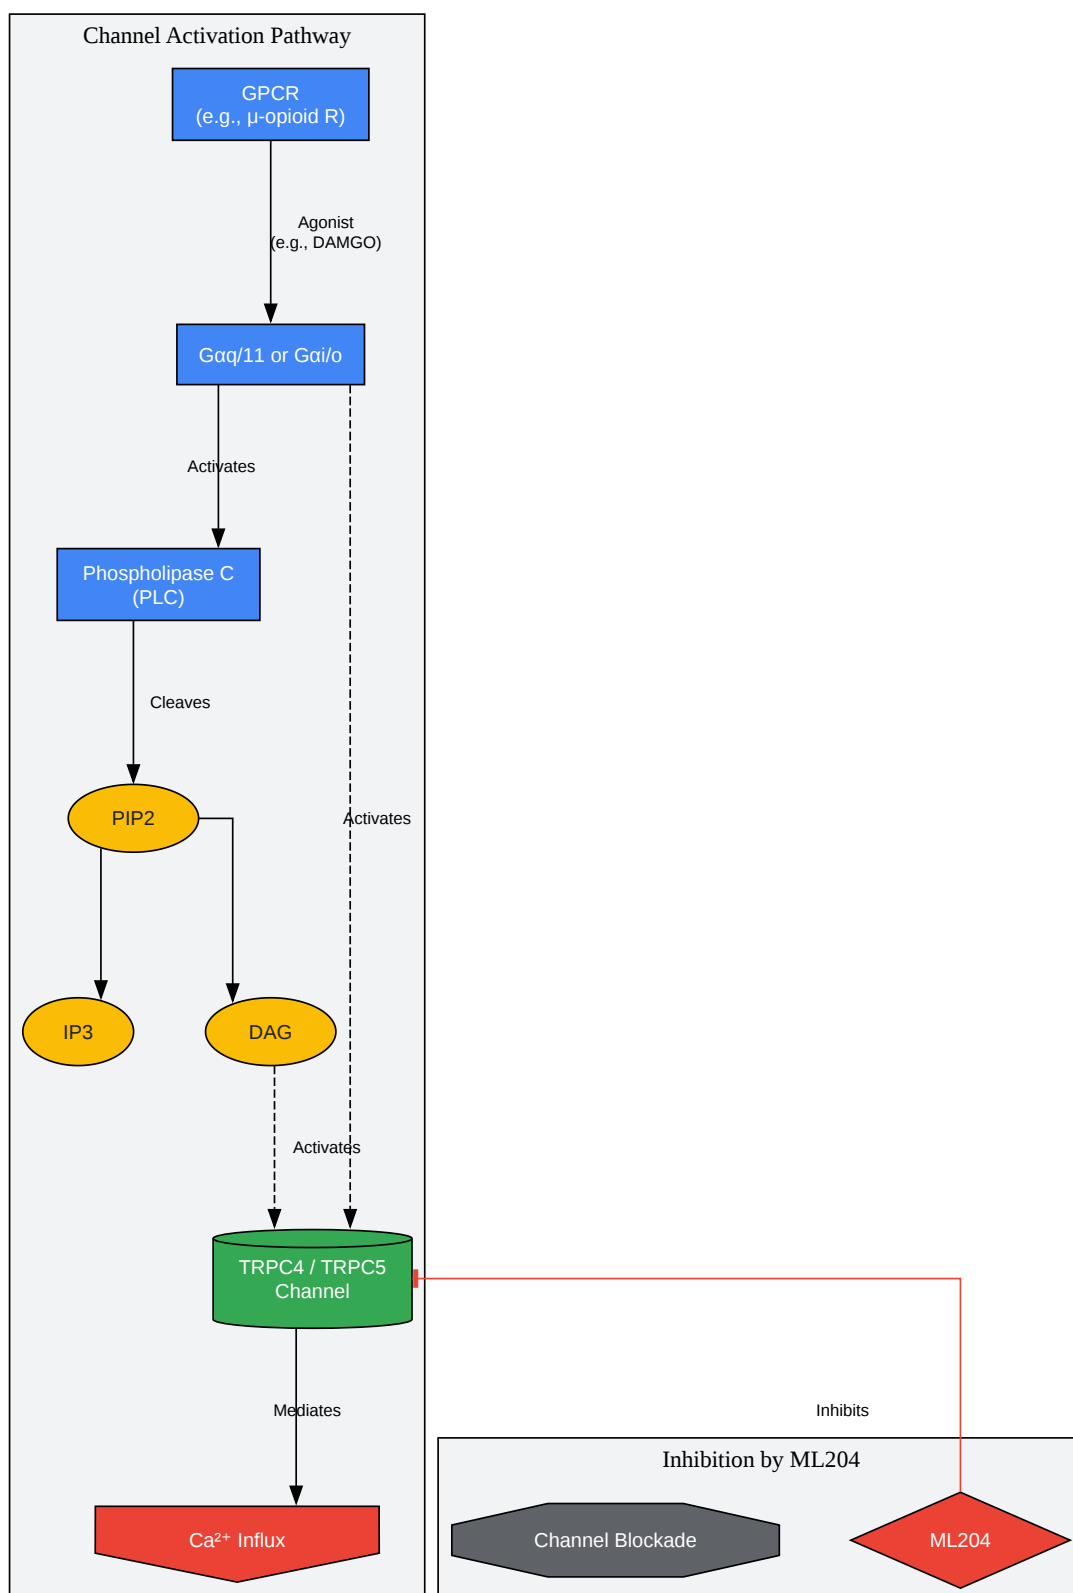 Channel Activation Pathway
GPCR
(e.g., μ-opioid R)
Agonist
(e.g., DAMGO)
Gαq/11 or Gαi/o
Activates
Phospholipase C
(PLC)
Cleaves
PIP2
Activates
IP3
DAG
Activates
TRPC4 / TRPC5
Channel
Mediates
Inhibits
Inhibition by ML204
Ca²⁺ Influx
Channel Blockade
ML204